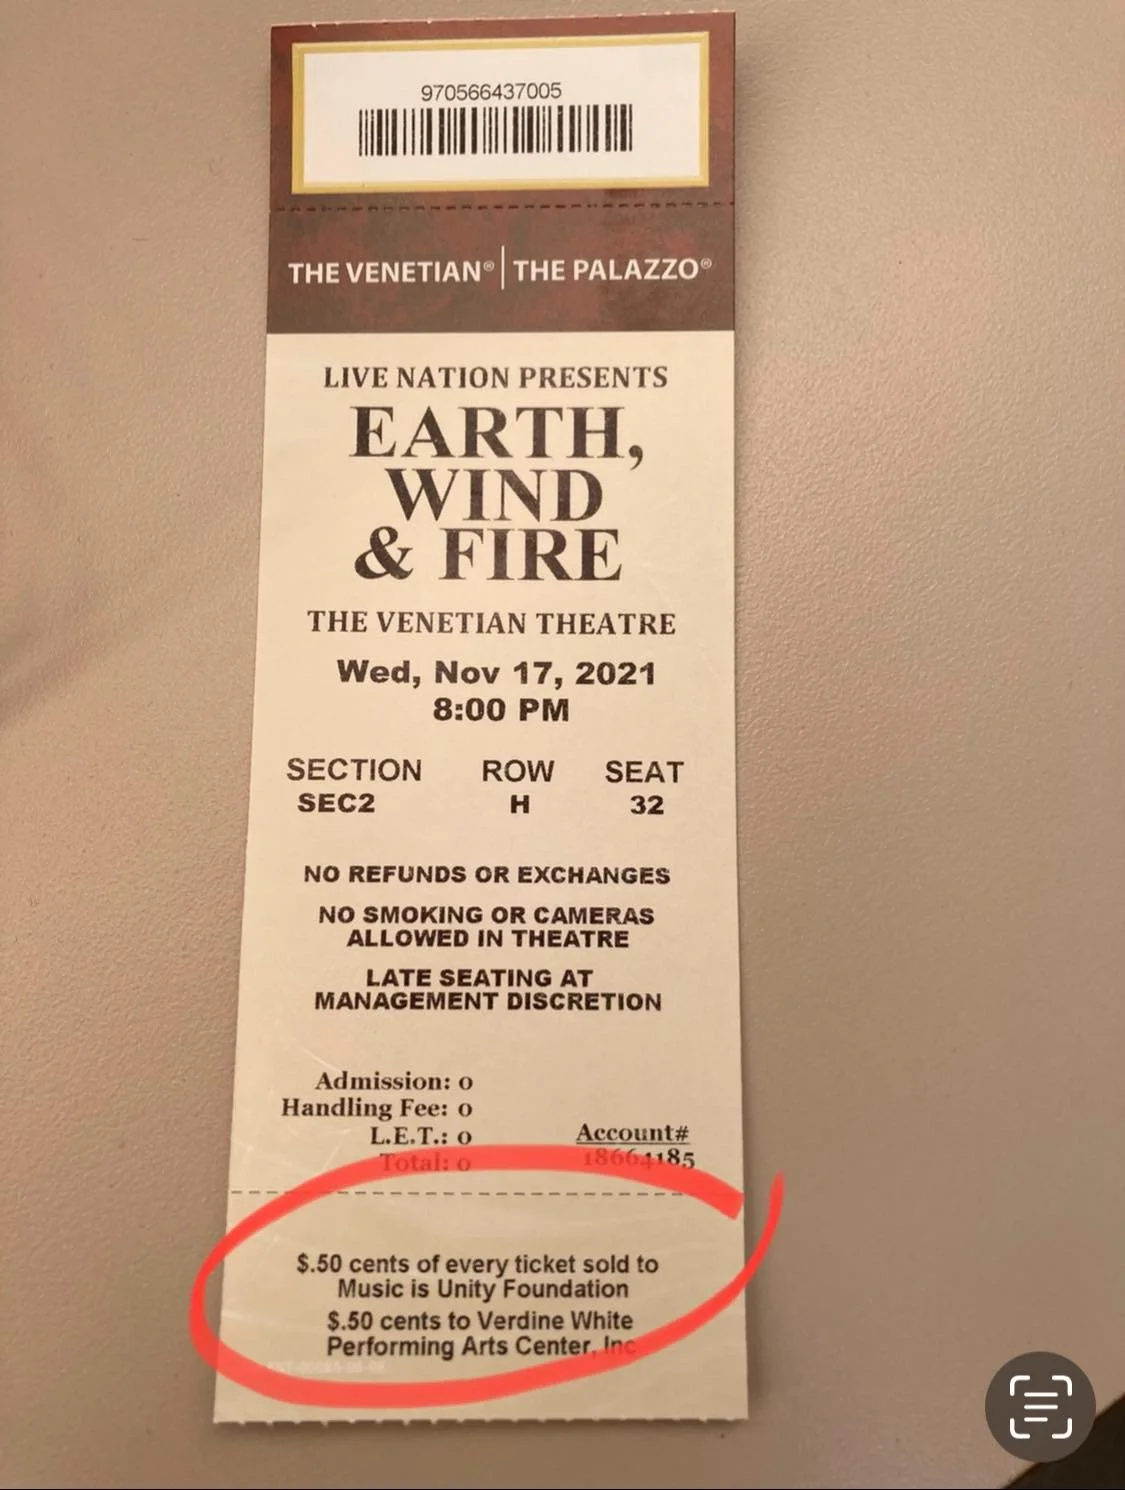 970566437005
THE VENETIAN® | THE PALAZZO®
LIVE NATION PRESENTS
EARTH,
WIND
& FIRE
THE VENETIAN THEATRE
Wed, Nov 17, 2021
8:00 PM
SECTION ROW SEAT
SEC2 H 32
NO REFUNDS OR EXCHANGES
NO SMOKING OR CAMERAS
ALLOWED IN THEATRE
LATE SEATING AT
MANAGEMENT DISCRETION
Admission: 0
Handling Fee: 0
L.E.T.: 0 Account#
Total: 0 18664185
$.50 cents of every ticket sold to
Music is Unity Foundation
$.50 cents to Verdine White
Performing Arts Center, Inc